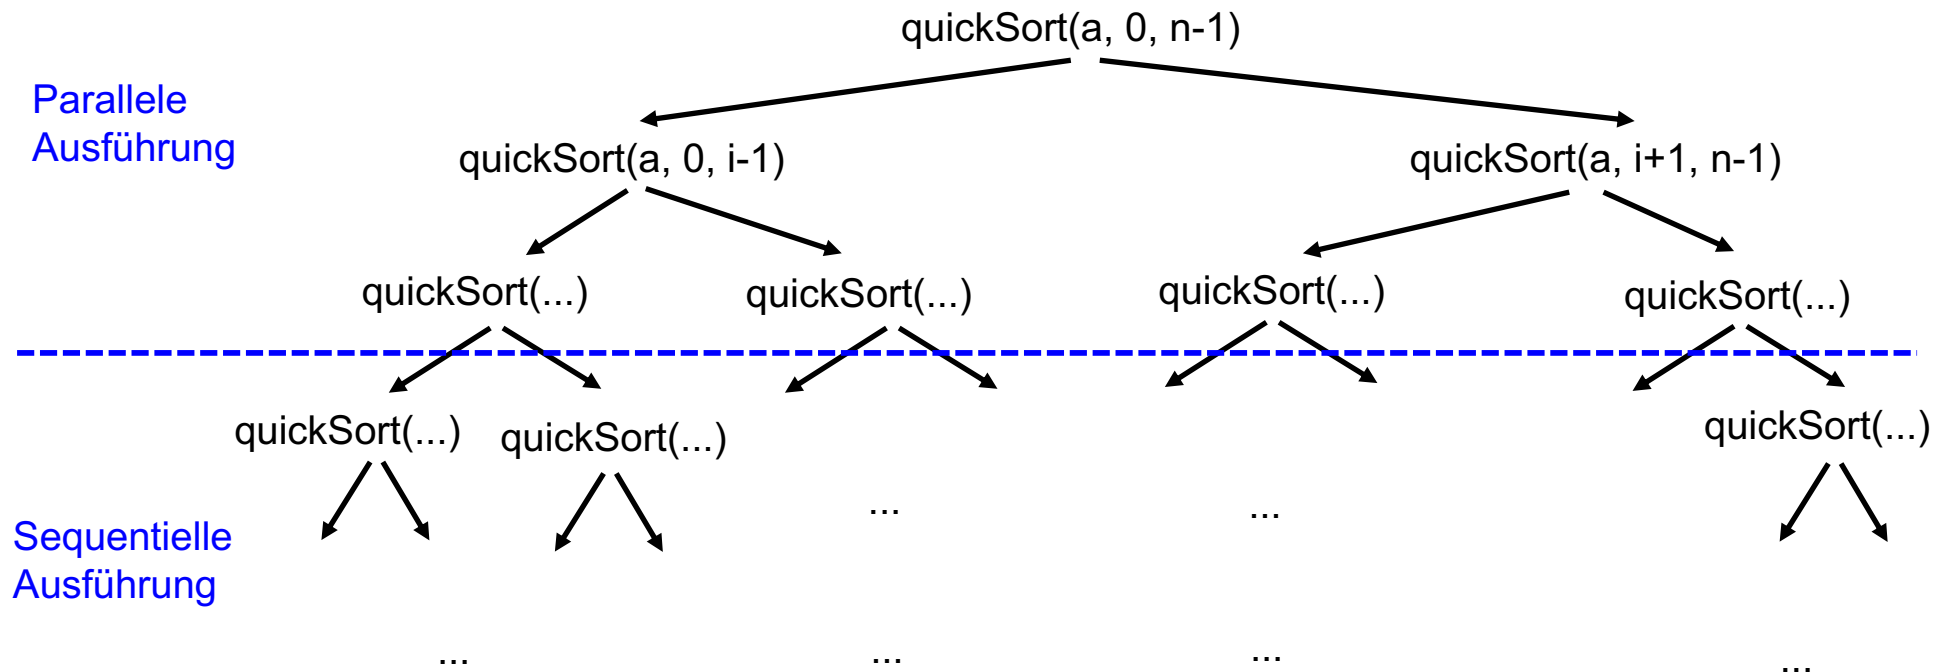 quickSort(a, 0, n-1)
Parallele
Ausführung
quickSort(a, 0, i-1)
quickSort(a, i+1, n-1)
quickSort(...)
quickSort(...)
quickSort(...)
quickSort(...)
quickSort(...)
quickSort(...)
quickSort(...)
...
...
Sequentielle
Ausführung
...
...
...
...